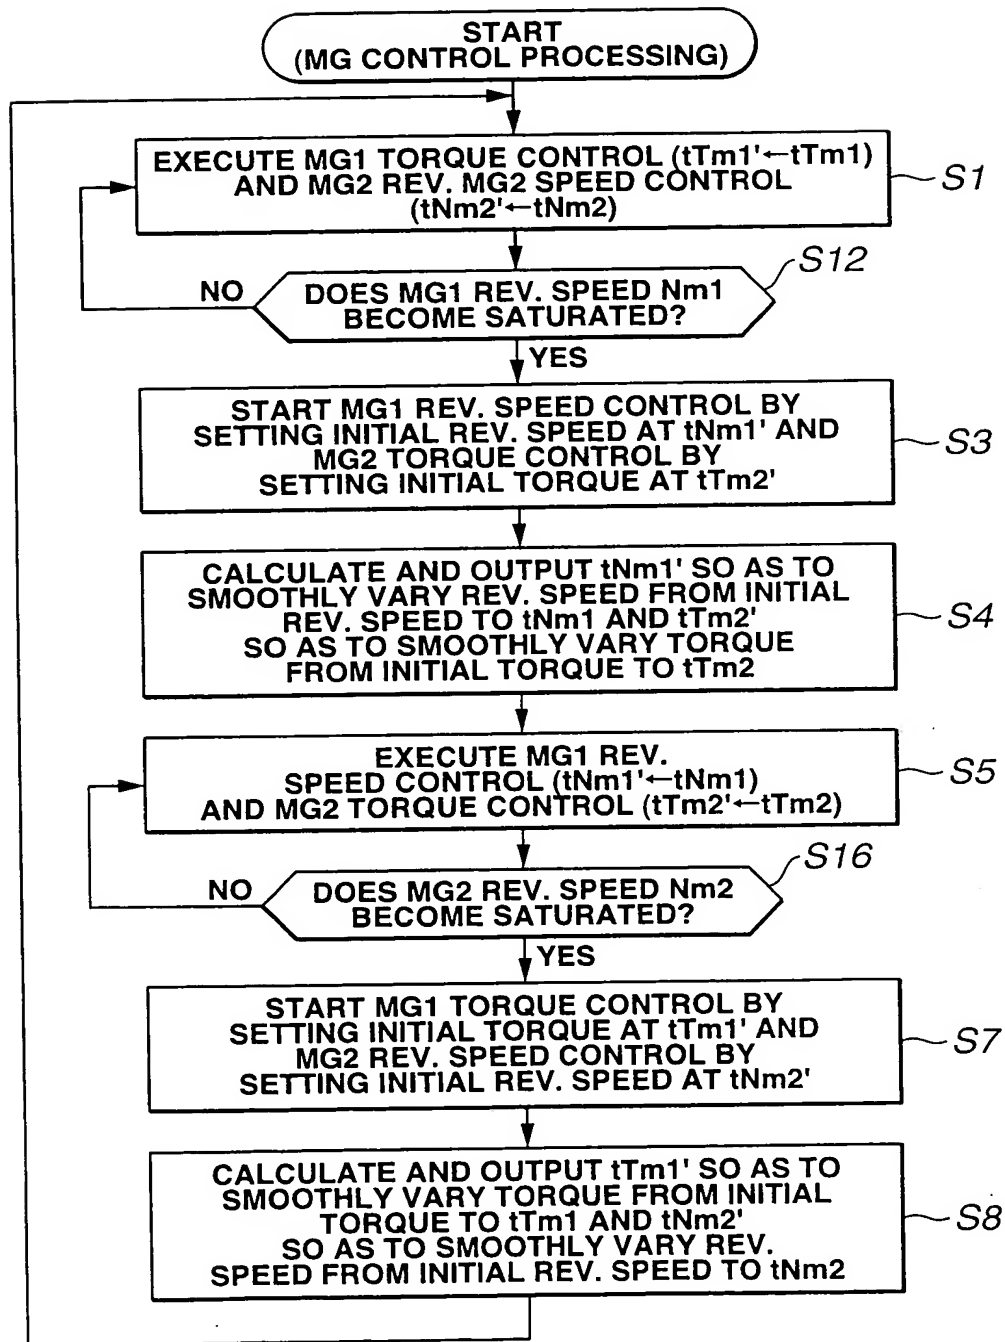 START
(MG CONTROL PROCESSING)
EXECUTE MG1 TORQUE CONTROL (tTm1'←tTm1)
AND MG2 REV. MG2 SPEED CONTROL
(tNm2'←tNm2)
S1
S12
NO
DOES MG1 REV. SPEED Nm1
BECOME SATURATED?
YES
START MG1 REV. SPEED CONTROL BY
SETTING INITIAL REV. SPEED AT tNm1' AND
MG2 TORQUE CONTROL BY
SETTING INITIAL TORQUE AT tTm2'
S3
CALCULATE AND OUTPUT tNm1' SO AS TO
SMOOTHLY VARY REV. SPEED FROM INITIAL
REV. SPEED TO tNm1 AND tTm2'
SO AS TO SMOOTHLY VARY TORQUE
FROM INITIAL TORQUE TO tTm2
S4
EXECUTE MG1 REV.
SPEED CONTROL (tNm1'←tNm1)
AND MG2 TORQUE CONTROL (tTm2'←tTm2)
S5
S16
NO
DOES MG2 REV. SPEED Nm2
BECOME SATURATED?
YES
START MG1 TORQUE CONTROL BY
SETTING INITIAL TORQUE AT tTm1' AND
MG2 REV. SPEED CONTROL BY
SETTING INITIAL REV. SPEED AT tNm2'
S7
CALCULATE AND OUTPUT tTm1' SO AS TO
SMOOTHLY VARY TORQUE FROM INITIAL
TORQUE TO tTm1 AND tNm2'
SO AS TO SMOOTHLY VARY REV.
SPEED FROM INITIAL REV. SPEED TO tNm2
S8